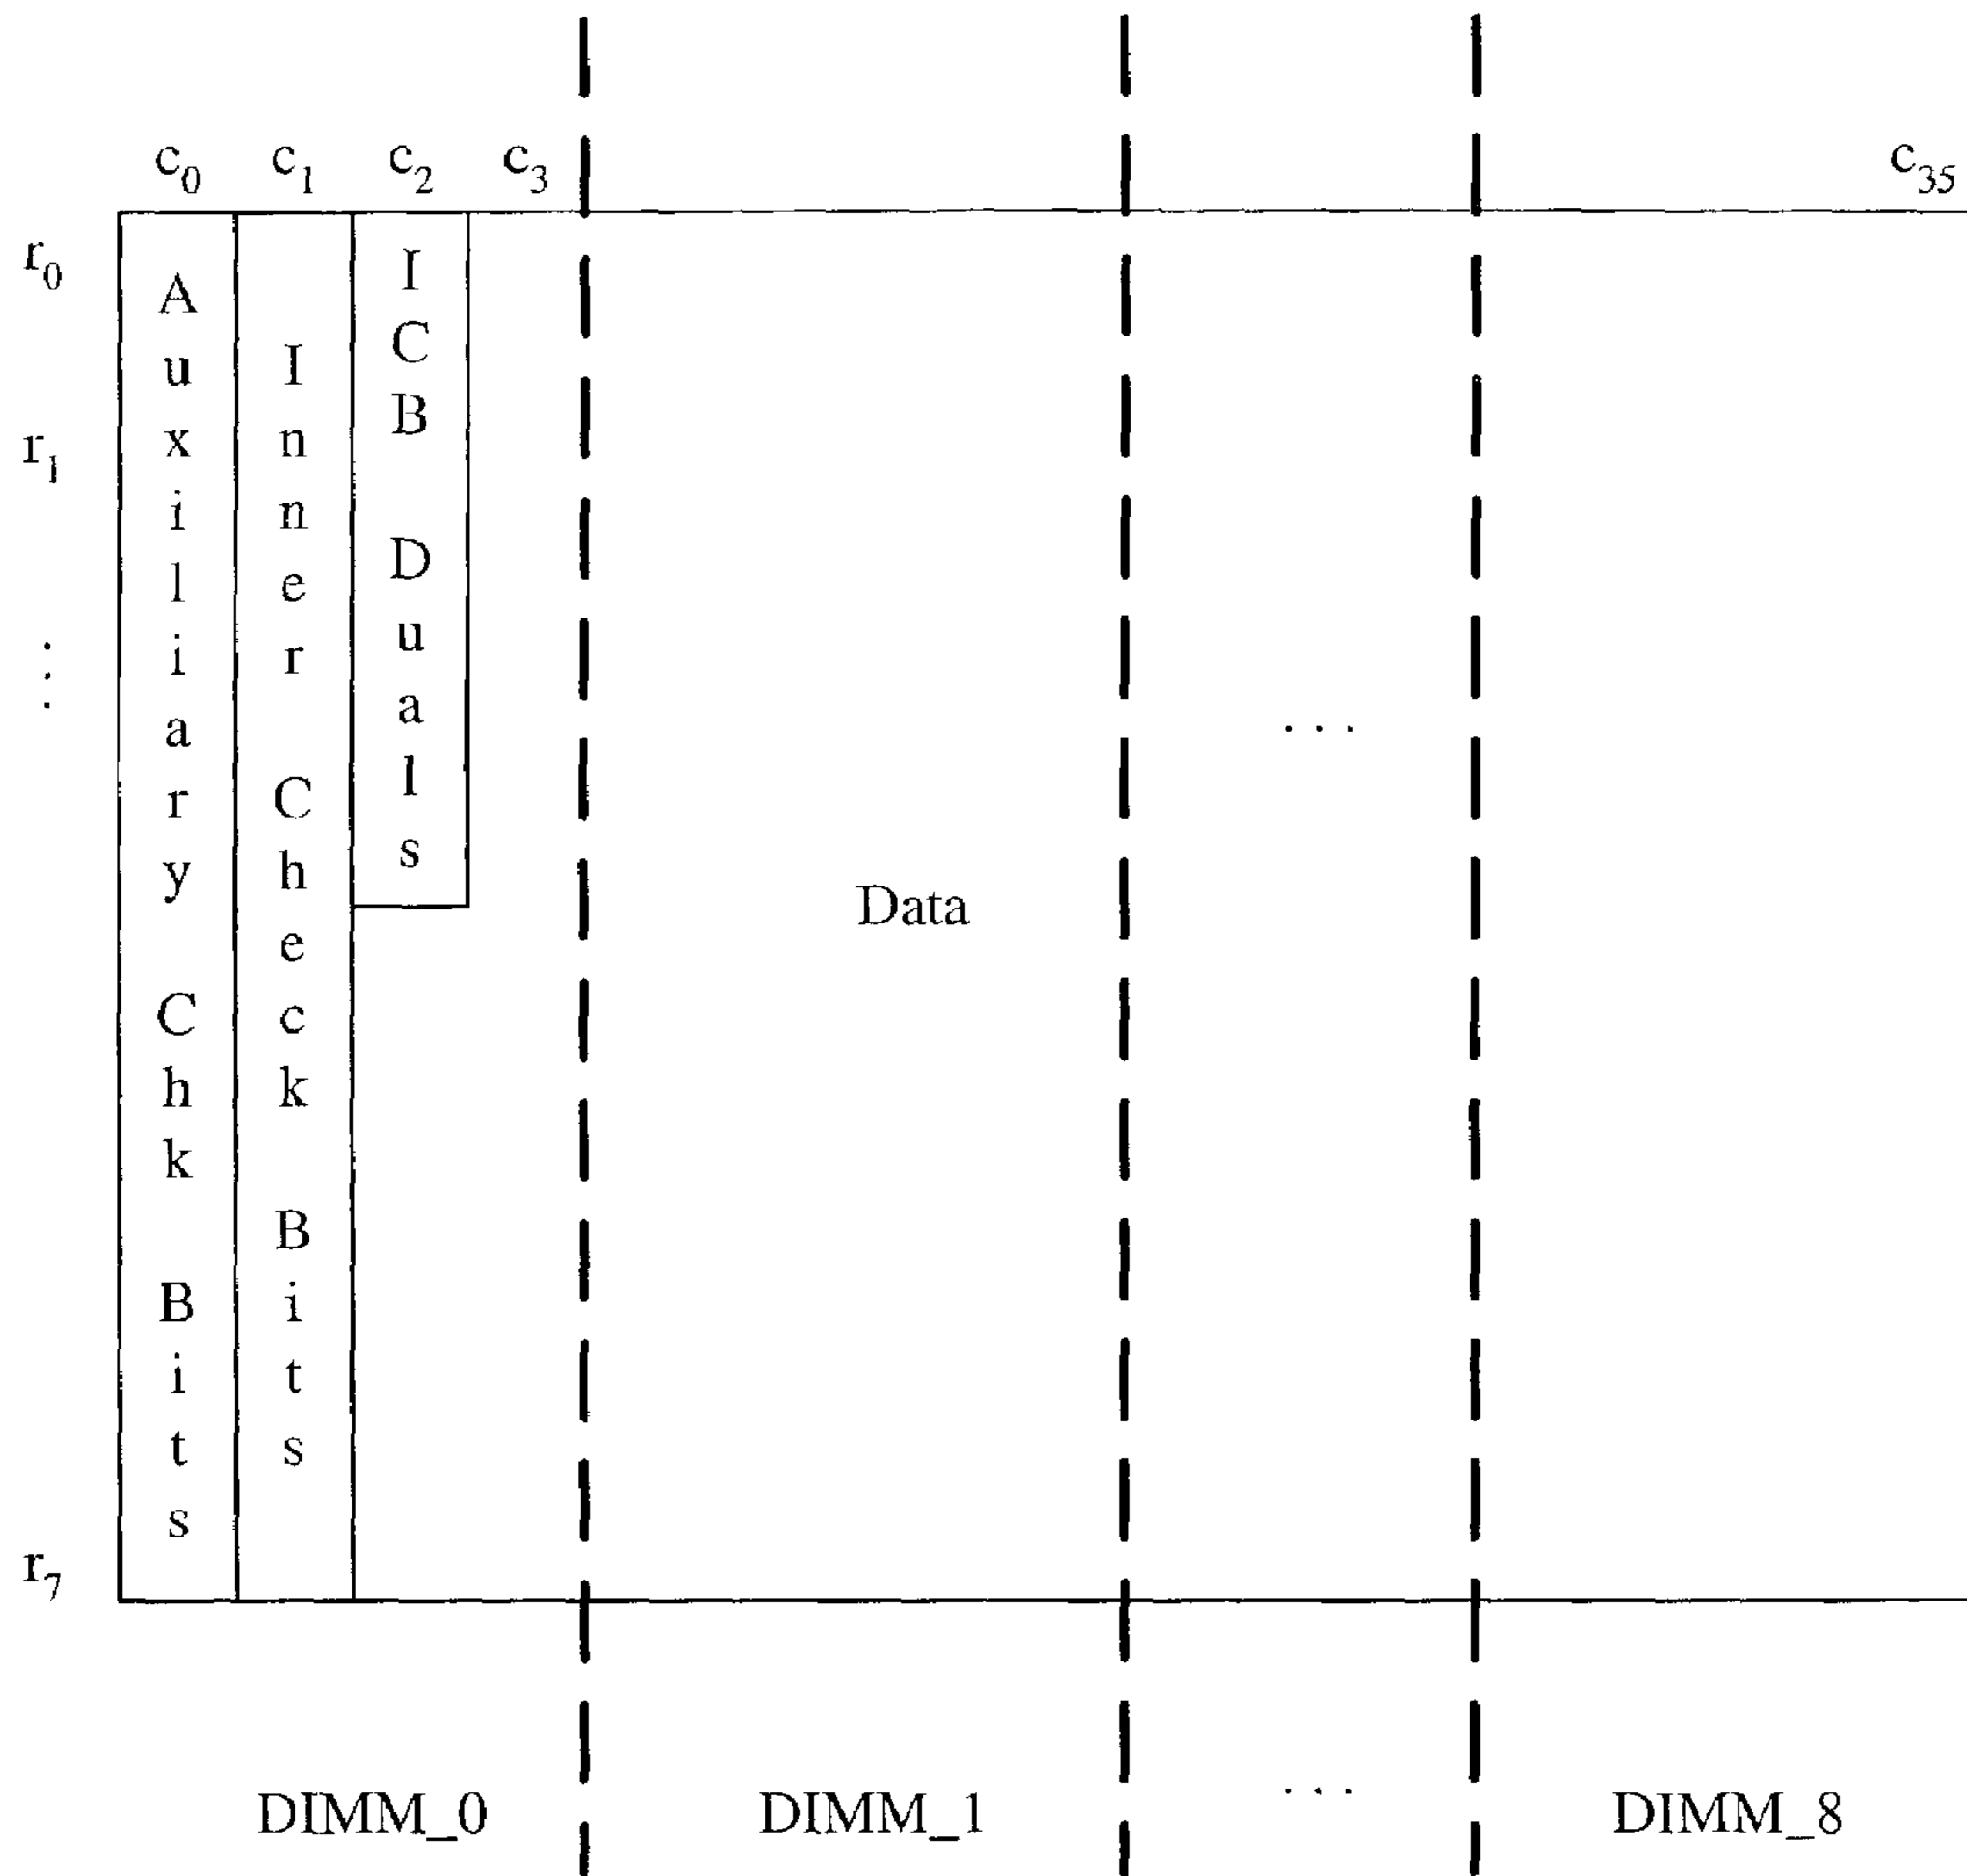 c0 c1 c2 c3 c35
r0
r1
⋮
r7
Auxiliary Chk Bits
Inner Check Bits
ICB Duals
Data
...
DIMM_0 DIMM_1 ... DIMM_8